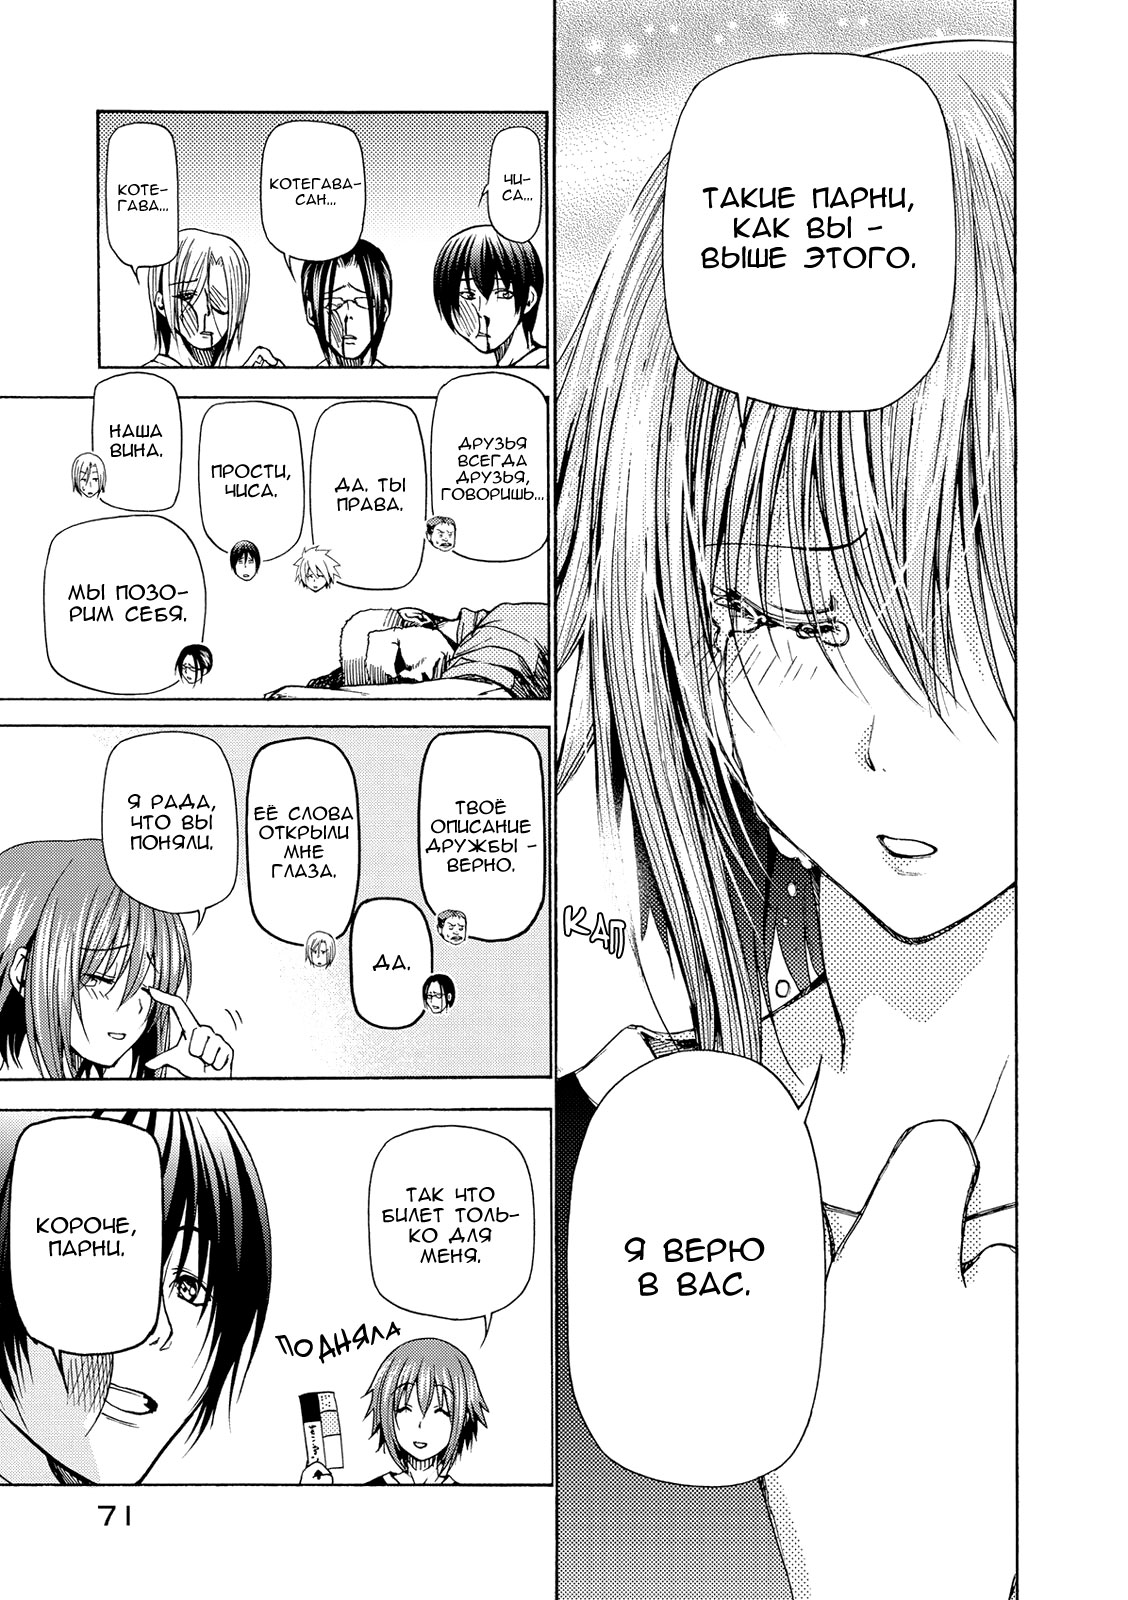 ТАКИЕ ПАРНИ,
КАК ВЫ -
ВЫШЕ ЭТОГО.
КАП
Я ВЕРЮ
В ВАС.
ЧИ-
СА...
КОТЕГАВА-
САН...
КОТЕ-
ГАВА...
ДРУЗЬЯ
ВСЕГДА
ДРУЗЬЯ,
ГОВОРИШЬ...
ДА. ТЫ
ПРАВА.
ПРОСТИ,
ЧИСА.
НАША
ВИНА.
МЫ ПОЗО-
РИМ СЕБЯ.
ТВОЁ
ОПИСАНИЕ
ДРУЖБЫ -
ВЕРНО.
ДА.
ЕЁ СЛОВА
ОТКРЫЛИ
МНЕ
ГЛАЗА.
Я РАДА,
ЧТО ВЫ
ПОНЯЛИ.
ТАК ЧТО
БИЛЕТ ТОЛЬ-
КО ДЛЯ
МЕНЯ.
ПОДНЯЛА
КОРОЧЕ,
ПАРНИ.
71